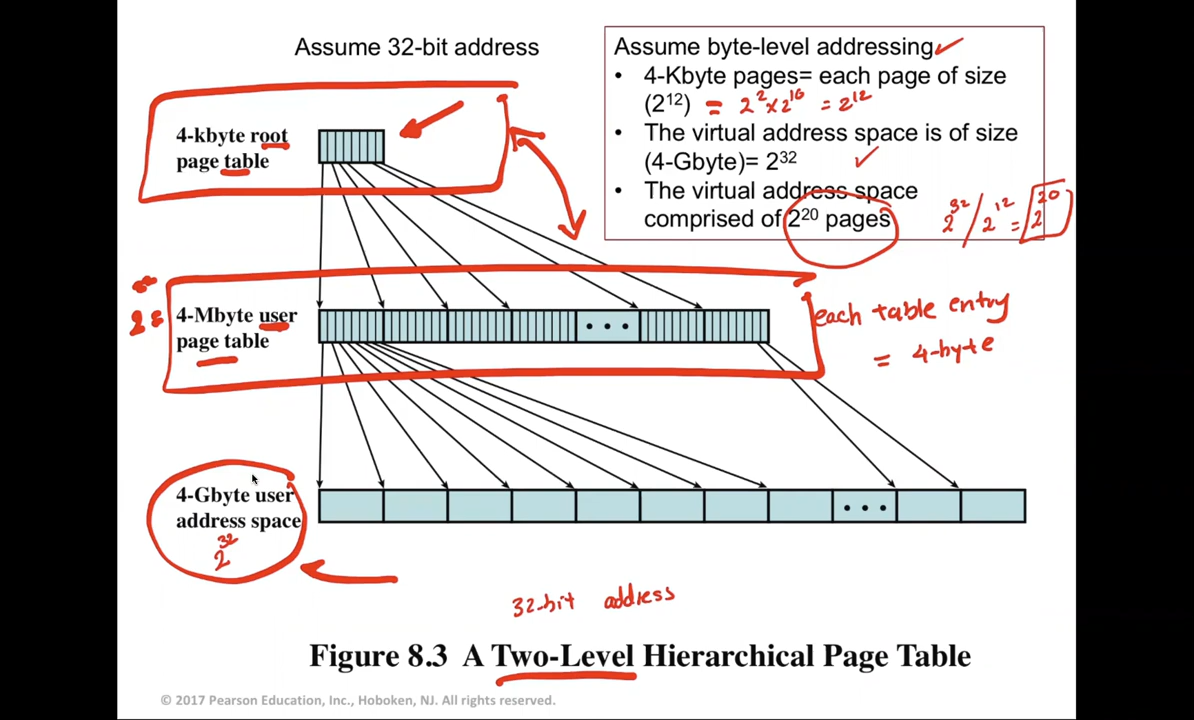 Assume 32-bit address
Assume byte-level addressing
• 4-Kbyte pages= each page of size
(2¹²) = 2² x 2¹⁰ = 2¹²
• The virtual address space is of size
(4-Gbyte)= 2³²
• The virtual address space
comprised of 2²⁰ pages
2³² / 2¹² = 2²⁰
4-kbyte root
page table
4-Mbyte user
page table
each table entry
= 4-byte
4-Gbyte user
address space
2³²
32-bit address
Figure 8.3 A Two-Level Hierarchical Page Table
© 2017 Pearson Education, Inc., Hoboken, NJ. All rights reserved.